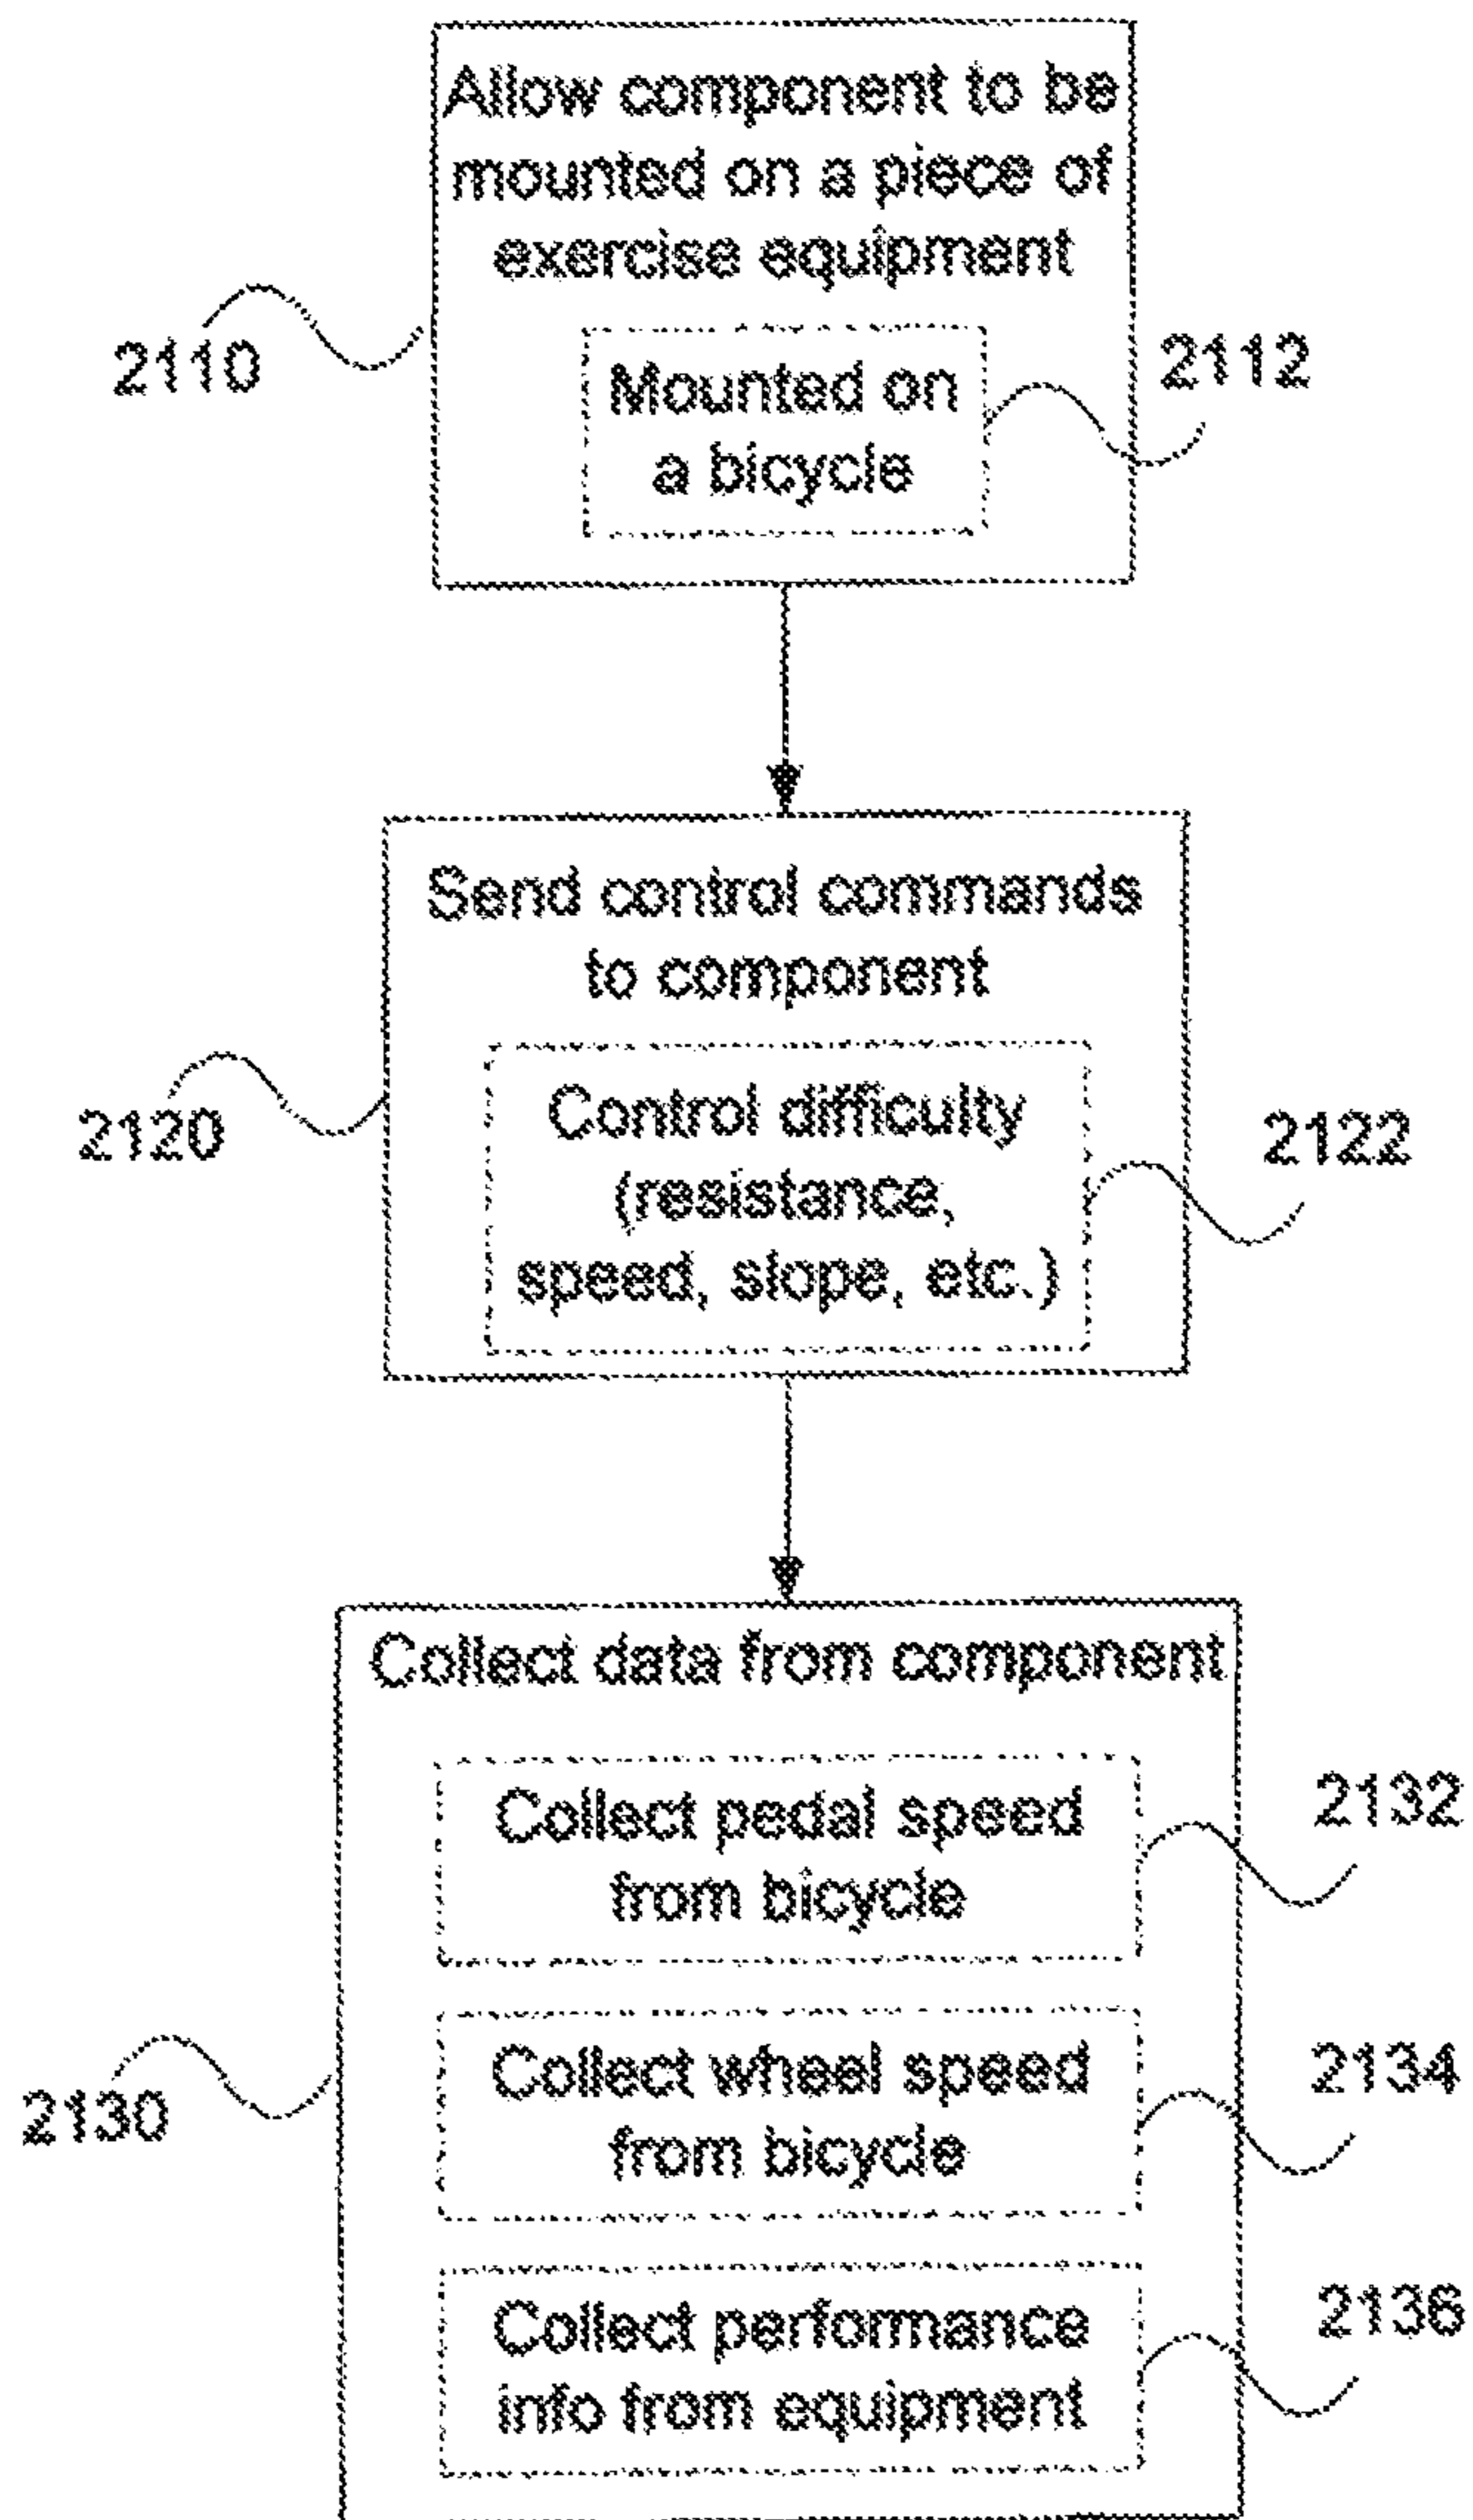 Allow component to be
mounted on a piece of
exercise equipment
2110
Mounted on
a bicycle
2112
Send control commands
to component
2120
Control difficulty
(resistance,
speed, slope, etc.)
2122
Collect data from component
Collect pedal speed
from bicycle
2132
2130
Collect wheel speed
from bicycle
2134
Collect performance
info from equipment
2136